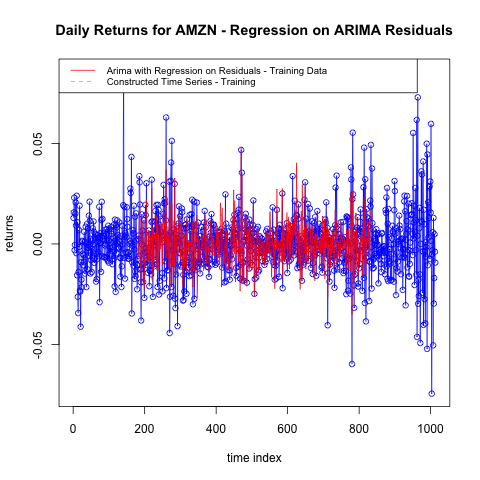 Daily Returns for AMZN - Regression on ARIMA Residuals
Arima with Regression on Residuals - Training Data
Constructed Time Series - Training
returns
0.05
0.00
-0.05
0 200 400 600 800 1000
time index